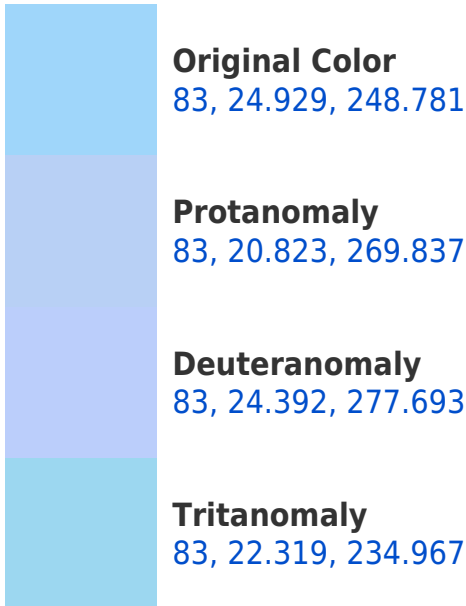 Original Color
83, 24.929, 248.781
Protanomaly
83, 20.823, 269.837
Deuteranomaly
83, 24.392, 277.693
Tritanomaly
83, 22.319, 234.967